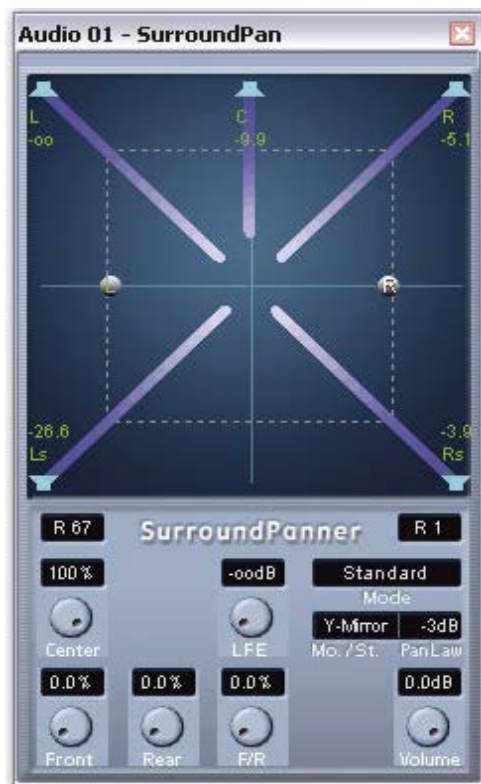 Audio 01 - SurroundPan
L C R
-oo -9.9 -5.1
L R
-26.6 -3.9
Ls Rs
R 67 SurroundPanner R 1
100% -oodB Standard
Mode
Center LFE
Y-Mirror -3dB
Mo./St. PanLaw
0.0% 0.0% 0.0% 0.0dB
Front Rear F/R Volume